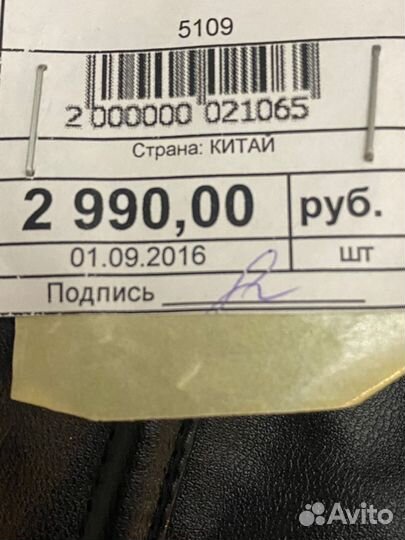 5109
2 000000 021065
Страна: КИТАЙ
2 990,00 руб.
01.09.2016 шт
Подпись
Avito